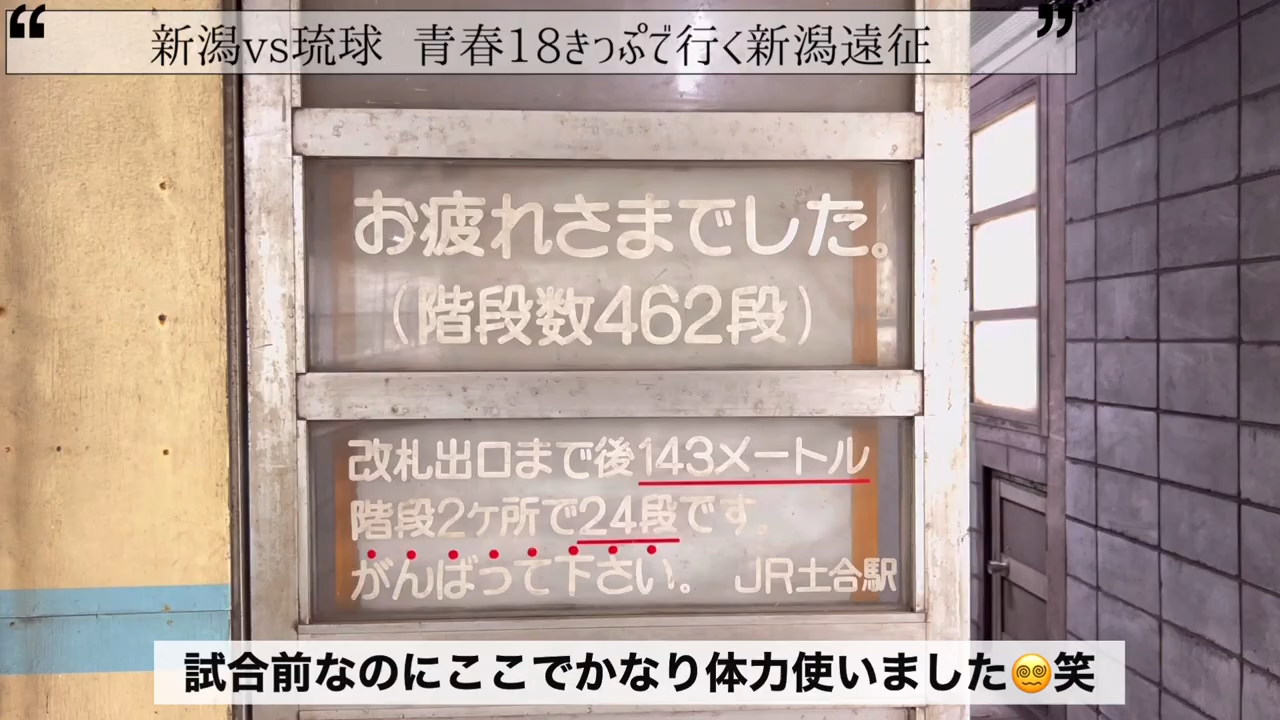 “
”
新潟vs琉球 青春18きっぷで行く新潟遠征
お疲れさまでした。
(階段数462段)
改札出口まで後143メートル
階段2ケ所で24段です。
がんばって下さい。 JR土合駅
試合前なのにここでかなり体力使いました😵‍💫笑